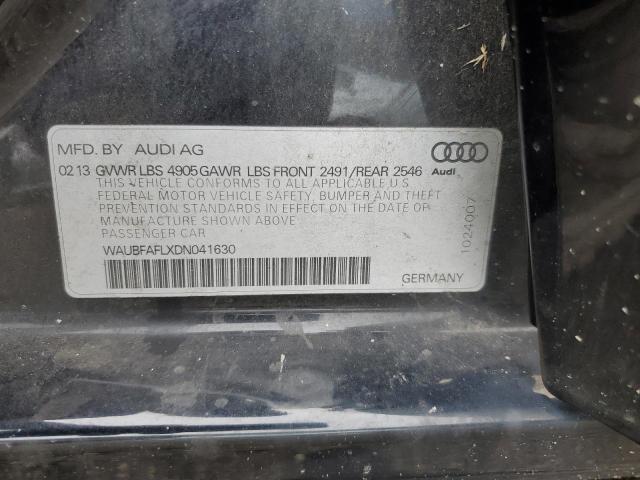 MFD. BY AUDI AG
02 13 GVWR LBS 4905 GAWR LBS FRONT 2491/REAR 2546 Audi
THIS VEHICLE CONFORMS TO ALL APPLICABLE U.S
FEDERAL MOTOR VEHICLE SAFETY, BUMPER AND THEFT
PREVENTION STANDARDS IN EFFECT ON THE DATE OF
MANUFACTURE SHOWN ABOVE
PASSENGER CAR
WAUBFAFLXDN041630
GERMANY
1024007